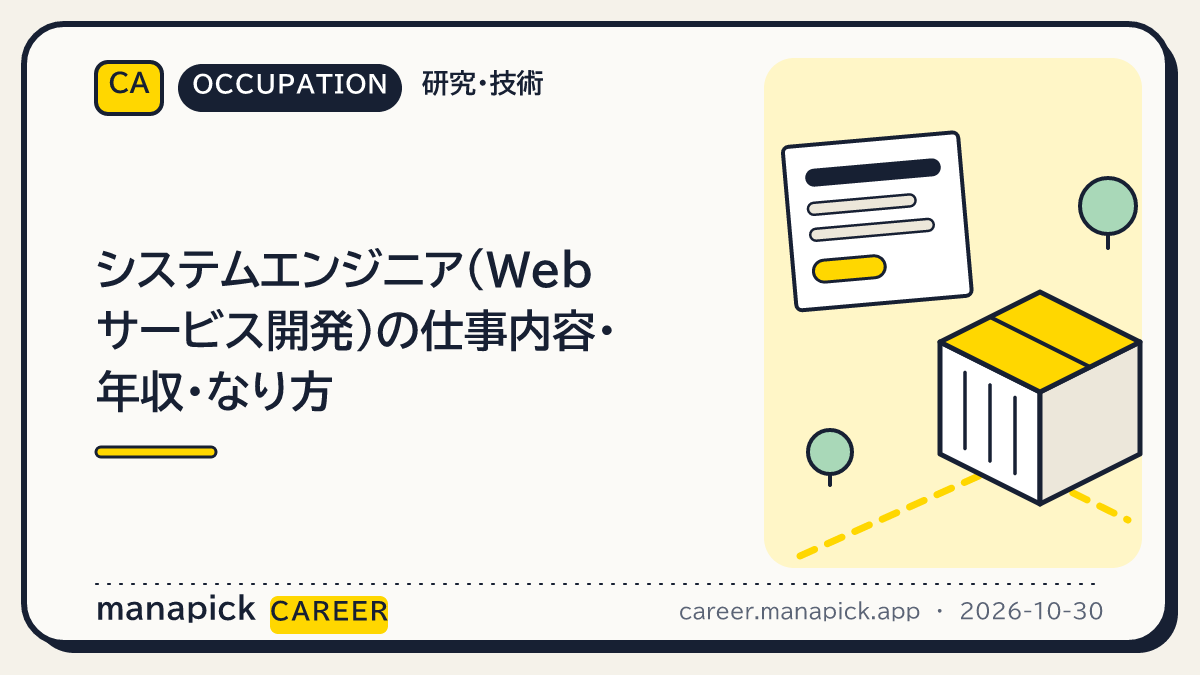 CA OCCUPATION 研究・技術
システムエンジニア(Web
サービス開発)の仕事内容・
年収・なり方
manapick CAREER
career.manapick.app ・ 2026-10-30